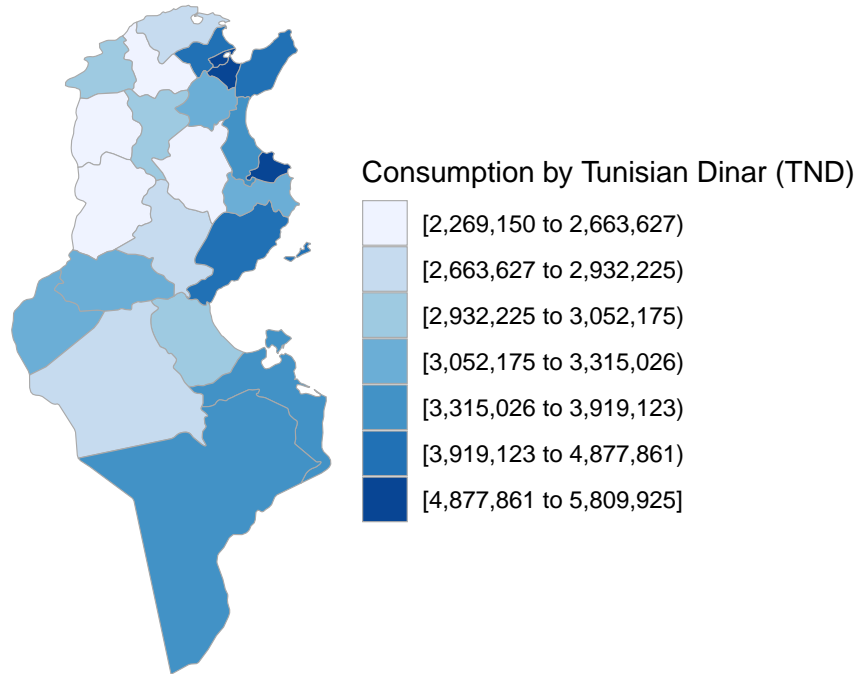 Consumption by Tunisian Dinar (TND)
[2,269,150 to 2,663,627)
[2,663,627 to 2,932,225)
[2,932,225 to 3,052,175)
[3,052,175 to 3,315,026)
[3,315,026 to 3,919,123)
[3,919,123 to 4,877,861)
[4,877,861 to 5,809,925]